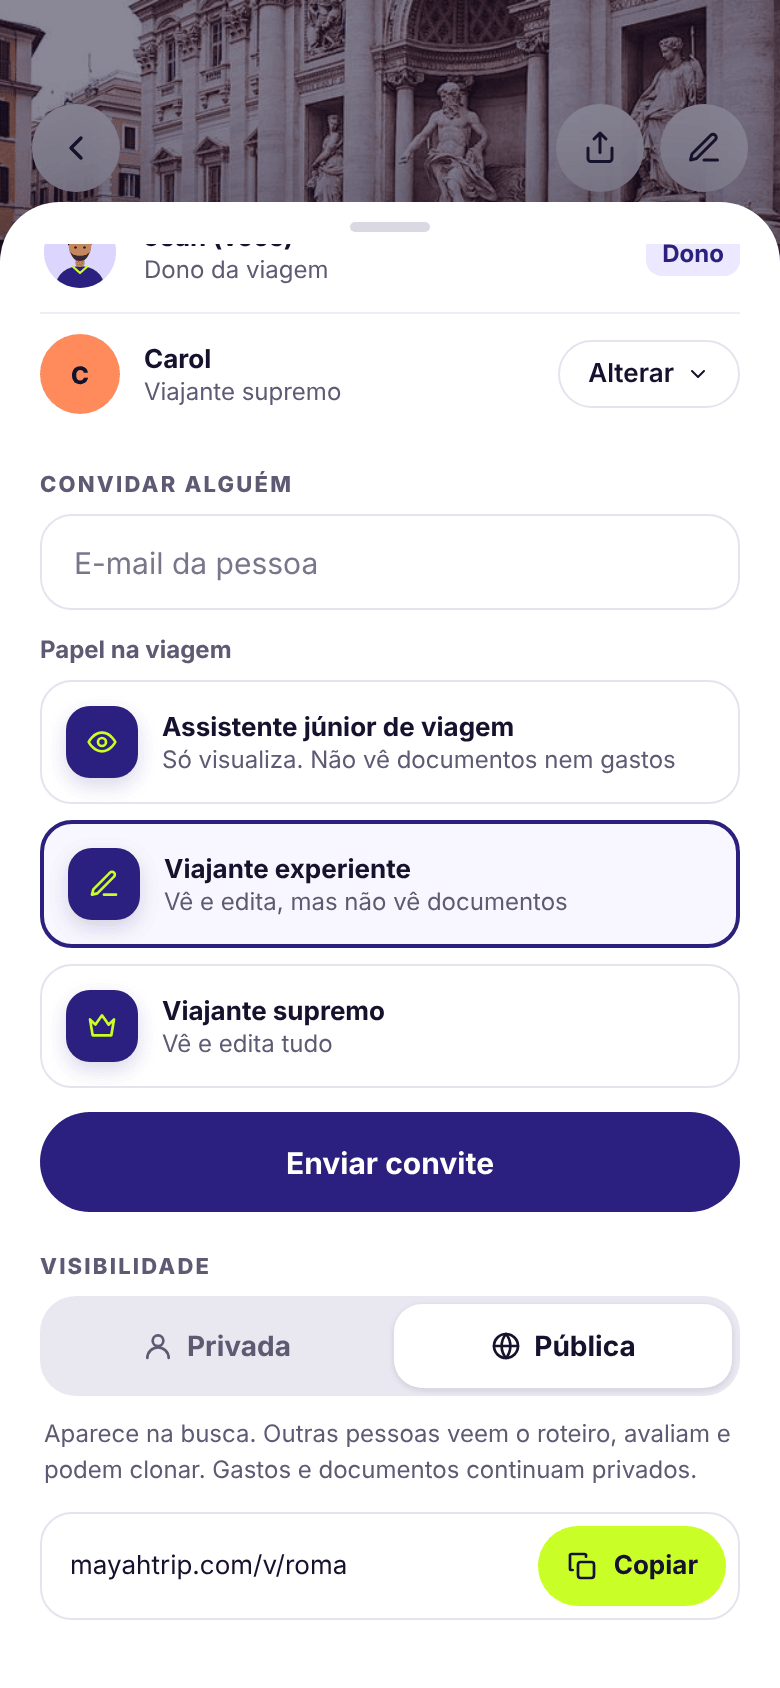 Dono da viagem
Dono
C
Carol
Viajante supremo
Alterar
CONVIDAR ALGUÉM
E-mail da pessoa
Papel na viagem
Assistente júnior de viagem
Só visualiza. Não vê documentos nem gastos
Viajante experiente
Vê e edita, mas não vê documentos
Viajante supremo
Vê e edita tudo
Enviar convite
VISIBILIDADE
Privada
Pública
Aparece na busca. Outras pessoas veem o roteiro, avaliam e
podem clonar. Gastos e documentos continuam privados.
mayahtrip.com/v/roma
Copiar